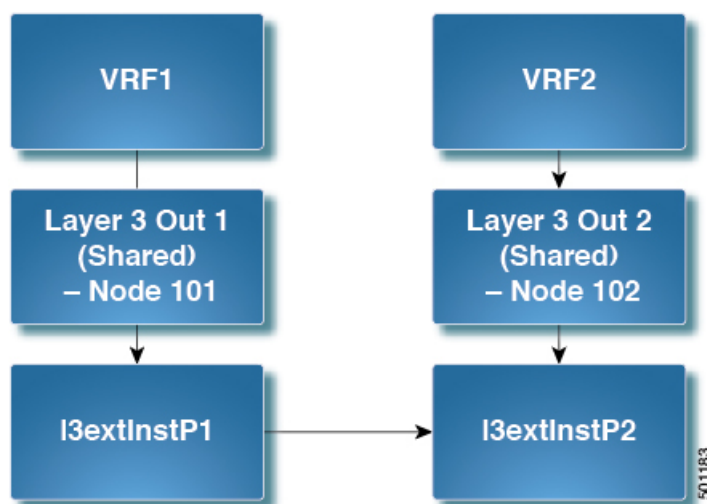 VRF1
VRF2
Layer 3 Out 1
(Shared)
– Node 101
Layer 3 Out 2
(Shared)
– Node 102
l3extInstP1
l3extInstP2
501183